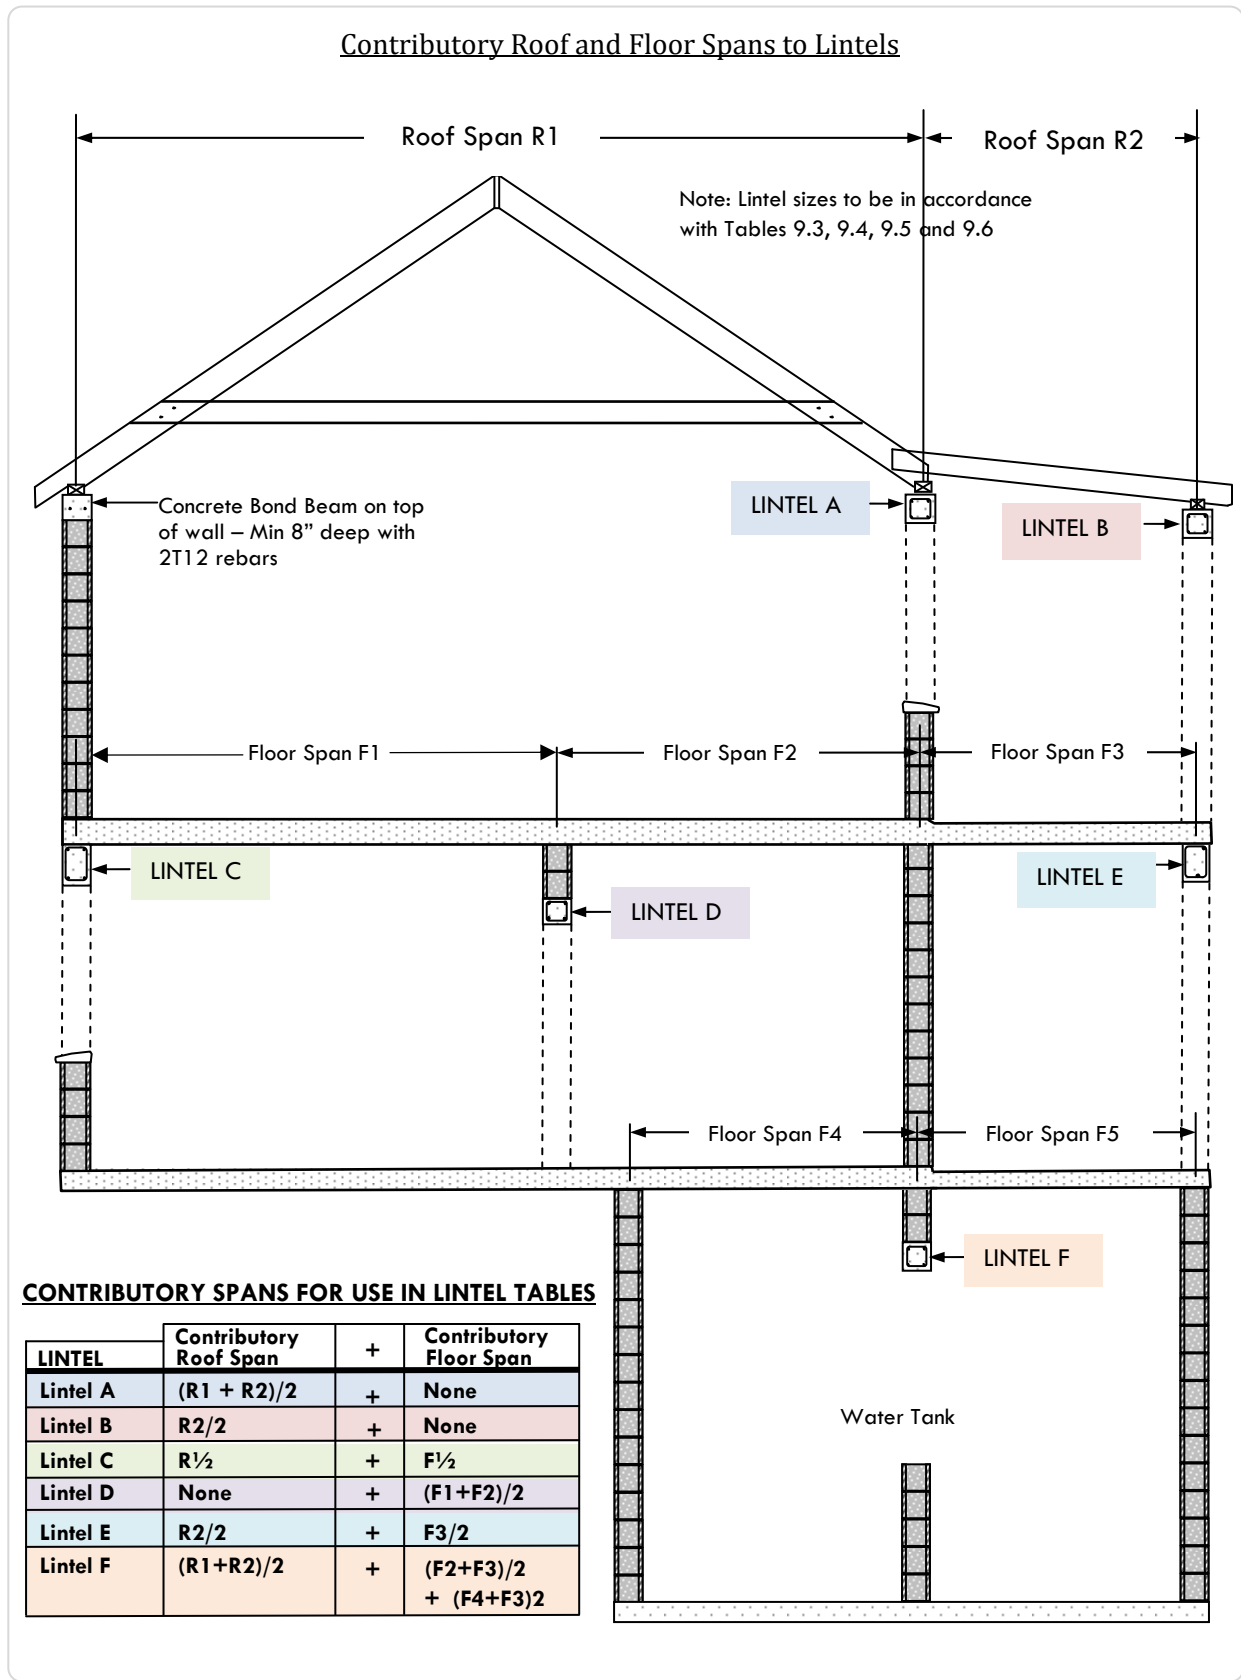 Contributory Roof and Floor Spans to Lintels
Roof Span R1
Roof Span R2
Note: Lintel sizes to be in accordance
with Tables 9.3, 9.4, 9.5 and 9.6
Concrete Bond Beam on top
of wall – Min 8” deep with
2T12 rebars
LINTEL A
LINTEL B
Floor Span F1
Floor Span F2
Floor Span F3
LINTEL C
LINTEL D
LINTEL E
Floor Span F4
Floor Span F5
LINTEL F
Water Tank
CONTRIBUTORY SPANS FOR USE IN LINTEL TABLES
LINTEL Contributory Roof Span + Contributory Floor Span
Lintel A (R1 + R2)/2 + None
Lintel B R2/2 + None
Lintel C R½ + F½
Lintel D None + (F1+F2)/2
Lintel E R2/2 + F3/2
Lintel F (R1+R2)/2 + (F2+F3)/2
+ (F4+F3)2